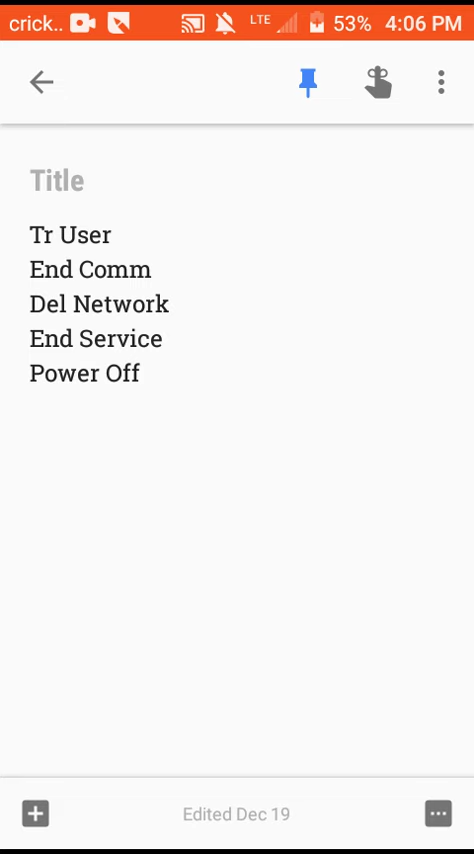 crick.. LTE 53% 4:06 PM
Title
Tr User
End Comm
Del Network
End Service
Power Off
Edited Dec 19